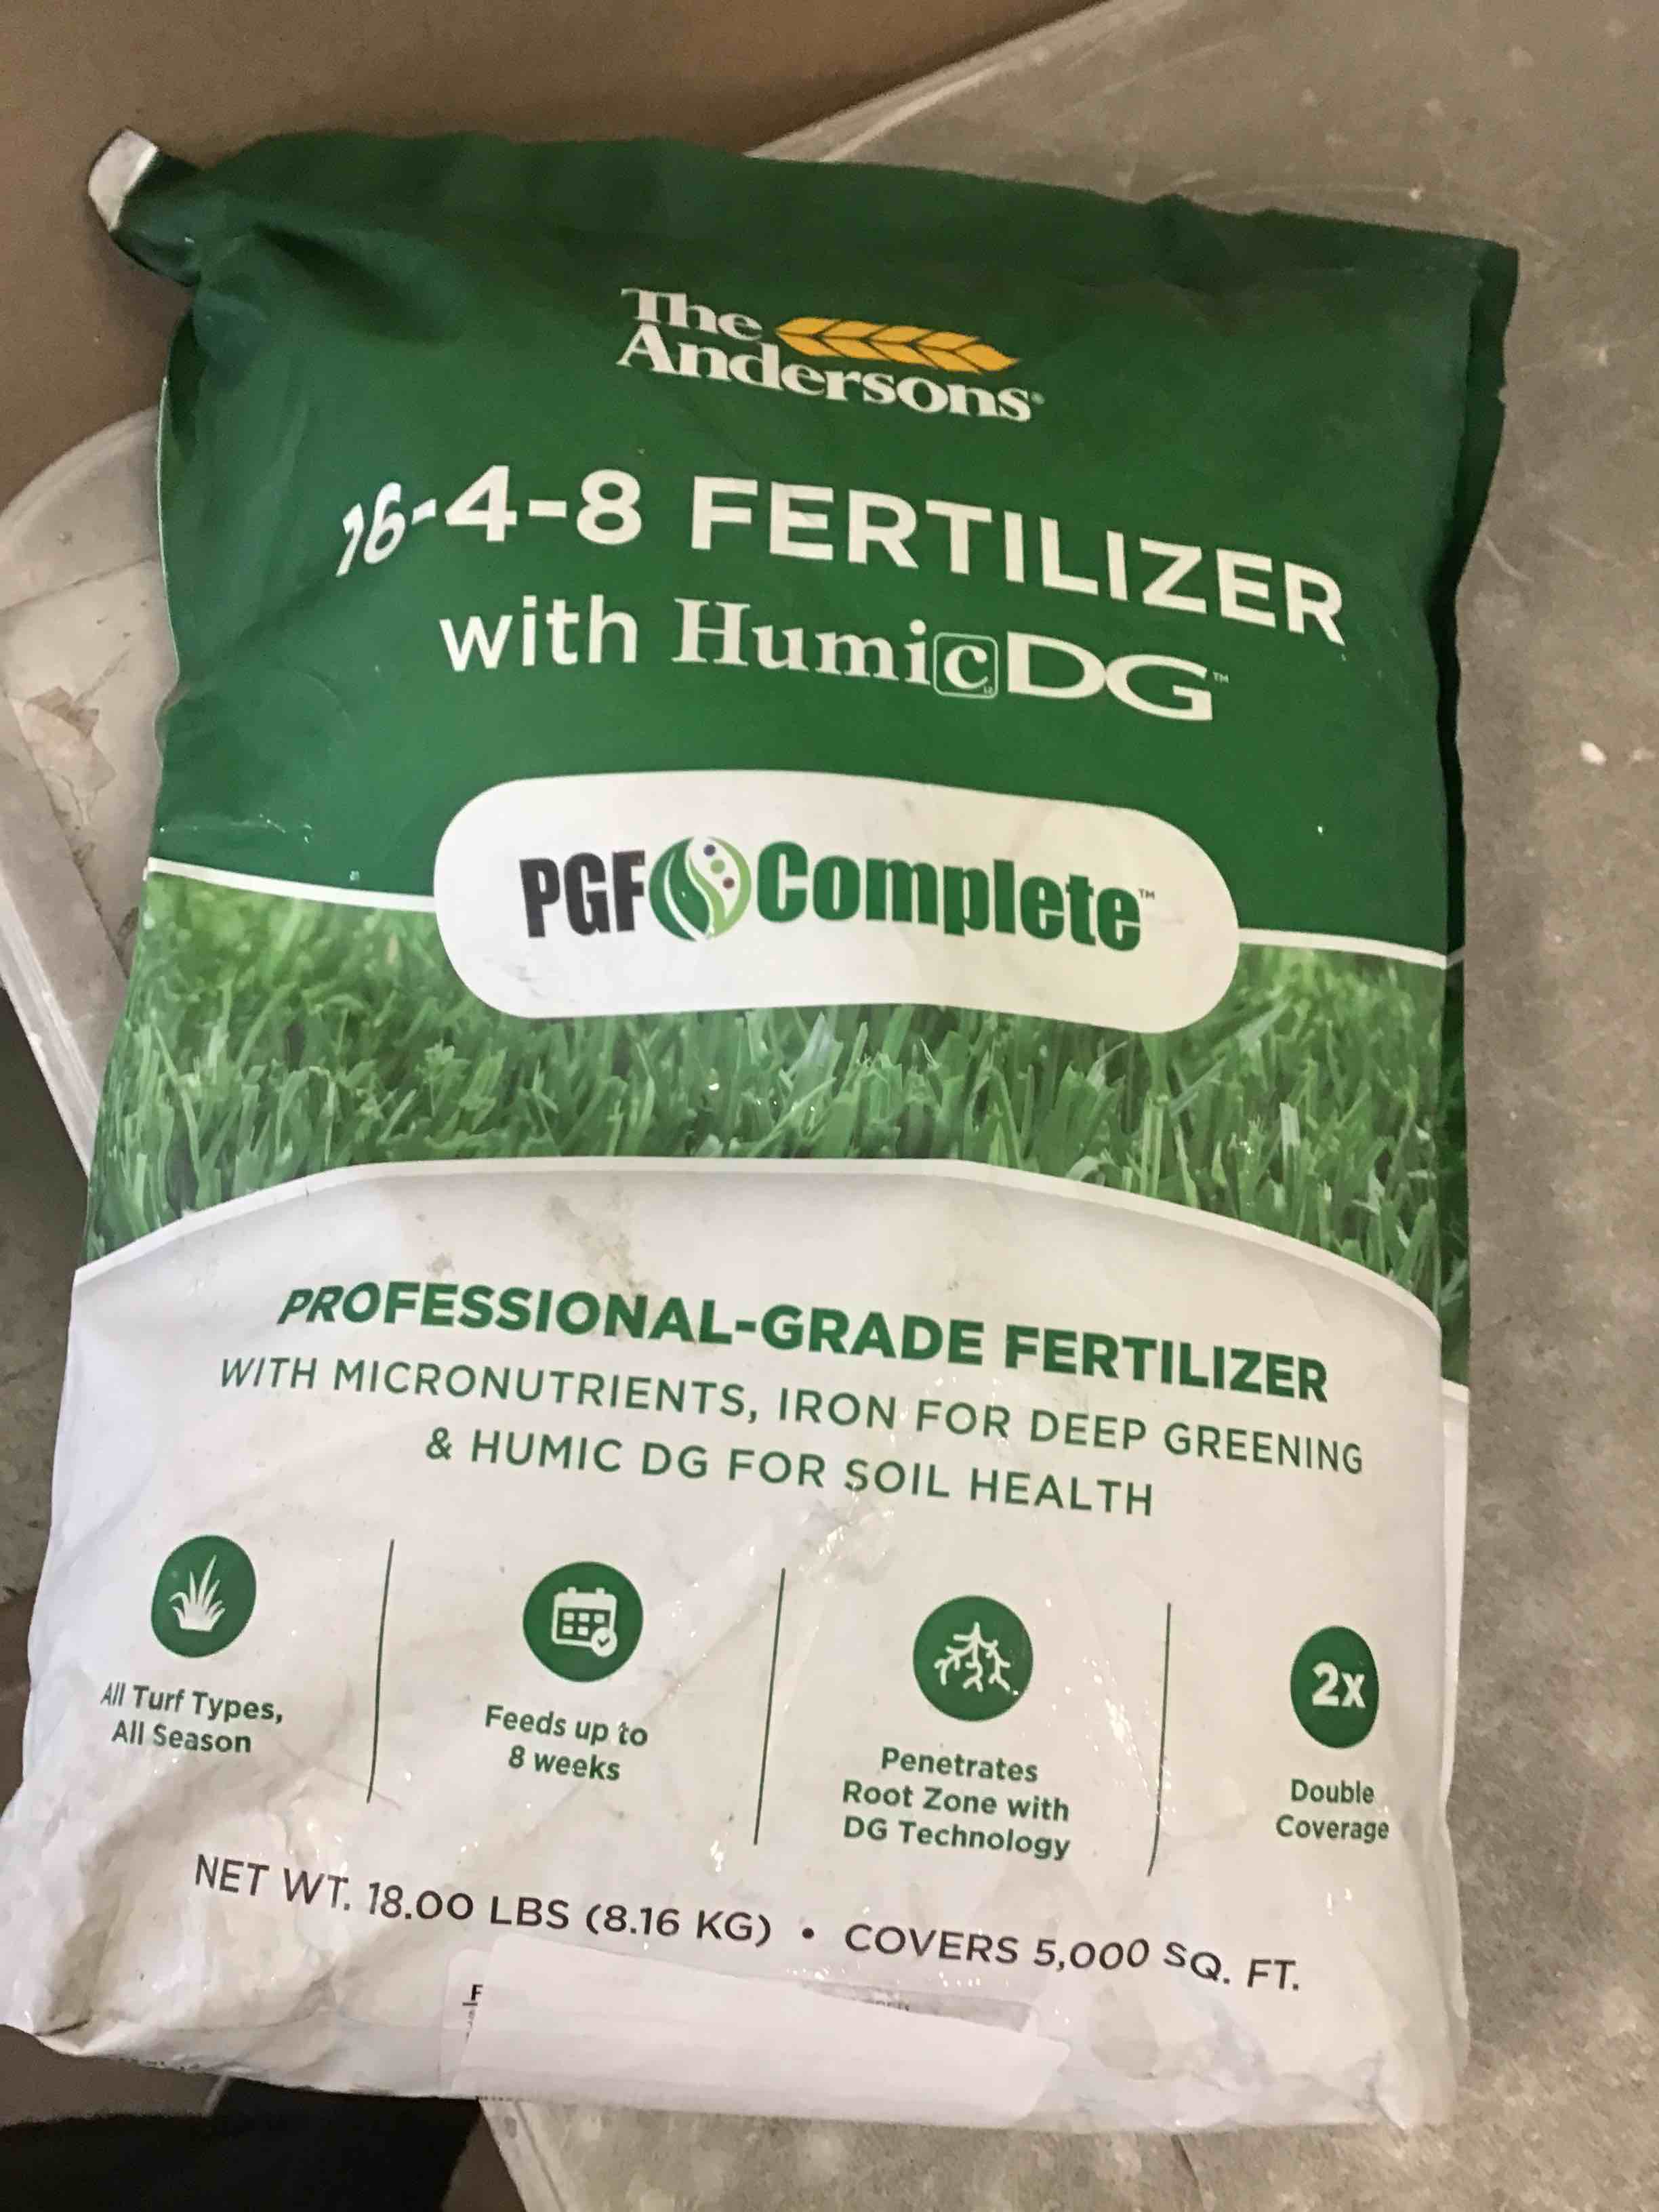 The
Andersons®
16-4-8 FERTILIZER
with HumicDG™
PGF Complete™
PROFESSIONAL-GRADE FERTILIZER
WITH MICRONUTRIENTS, IRON FOR DEEP GREENING
& HUMIC DG FOR SOIL HEALTH
All Turf Types,
All Season
Feeds up to
8 weeks
Penetrates
Root Zone with
DG Technology
2x
Double
Coverage
NET WT. 18.00 LBS (8.16 KG) • COVERS 5,000 SQ. FT.
F